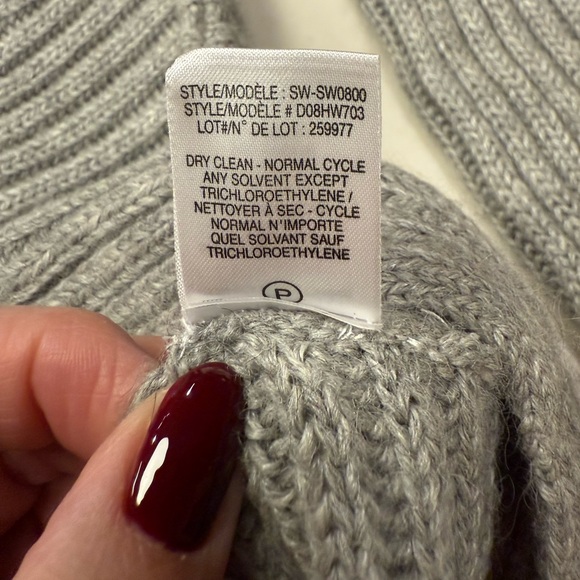 STYLE/MODÈLE : SW-SW0800
STYLE/MODÈLE # D08HW703
LOT#/N° DE LOT : 259977
DRY CLEAN - NORMAL CYCLE
ANY SOLVENT EXCEPT
TRICHLOROETHYLENE /
NETTOYER À SEC - CYCLE
NORMAL N'IMPORTE
QUEL SOLVANT SAUF
TRICHLOROETHYLENE
P